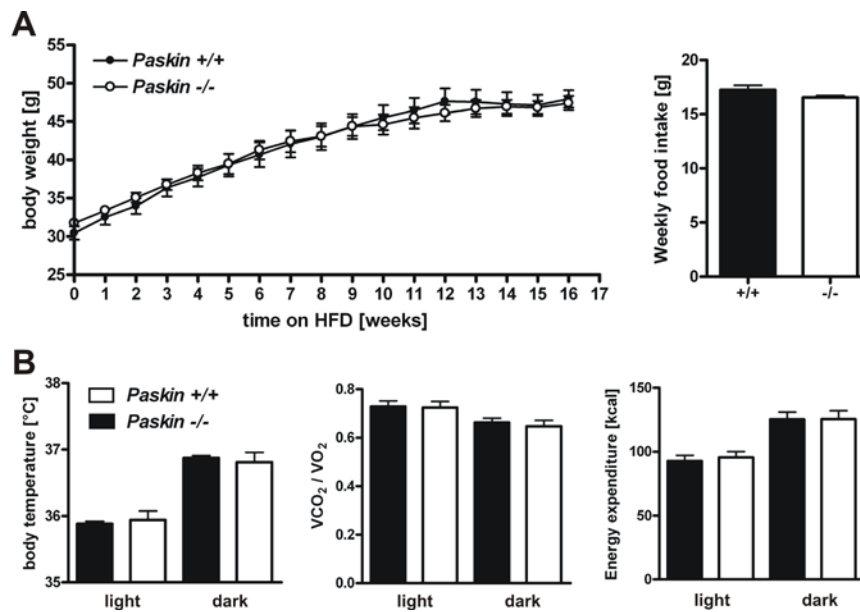 A
Paskin +/+
Paskin -/-
body weight [g]
55
50
45
40
35
30
25
0 1 2 3 4 5 6 7 8 9 10 11 12 13 14 15 16 17
time on HFD [weeks]
Weekly food intake [g]
20
15
10
5
0
+/+ -/-
B
Paskin +/+
Paskin -/-
body temperature [°C]
38
37
36
35
light dark
VCO2 / VO2
0.8
0.6
0.4
0.2
0.0
light dark
Energy expenditure [kcal]
150
100
50
0
light dark